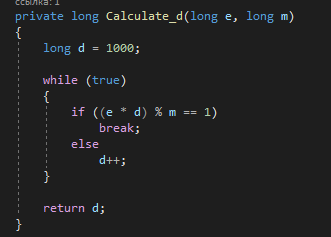 ссылка: 1
private long Calculate_d(long e, long m)
{
    long d = 1000;

    while (true)
    {
        if ((e * d) % m == 1)
            break;
        else
            d++;
    }

    return d;
}